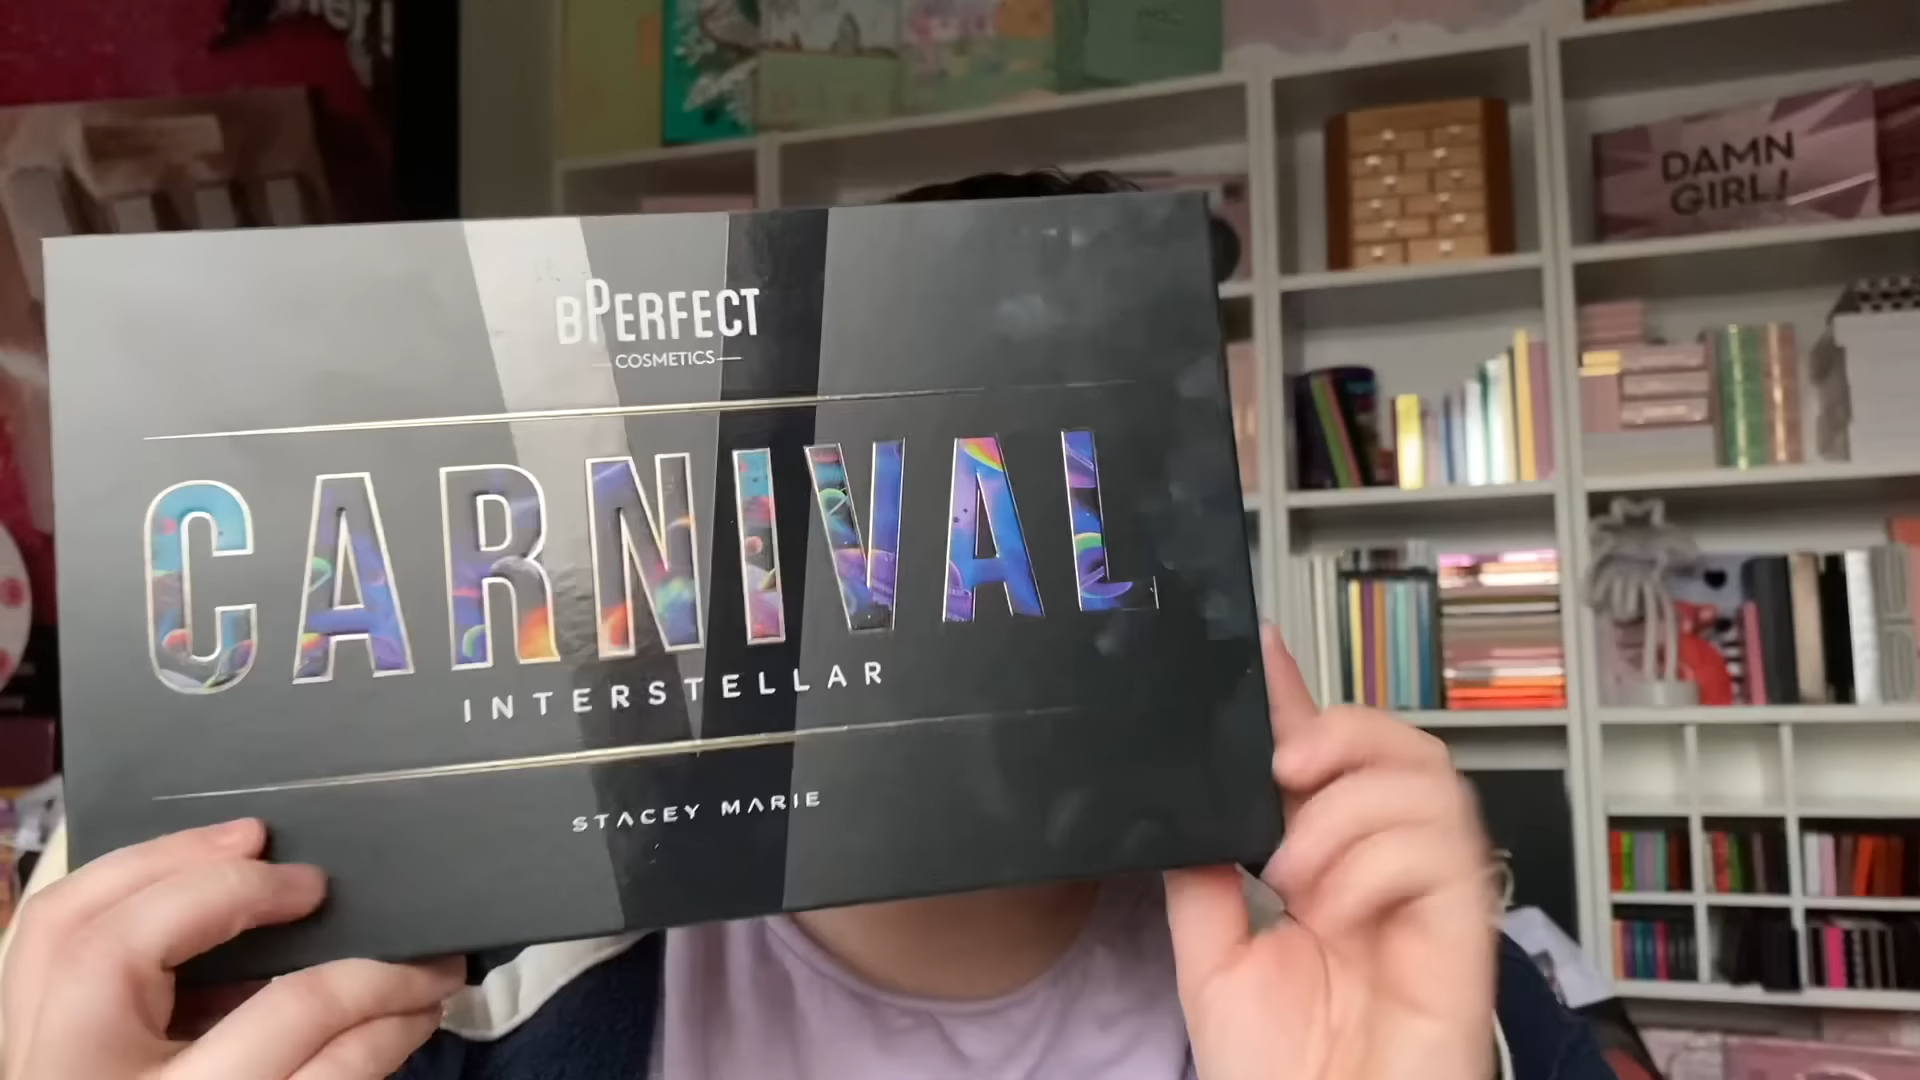 BPERFECT
COSMETICS
CARNIVAL
INTERSTELLAR
STACEY MARIE
DAMN
GIRL!